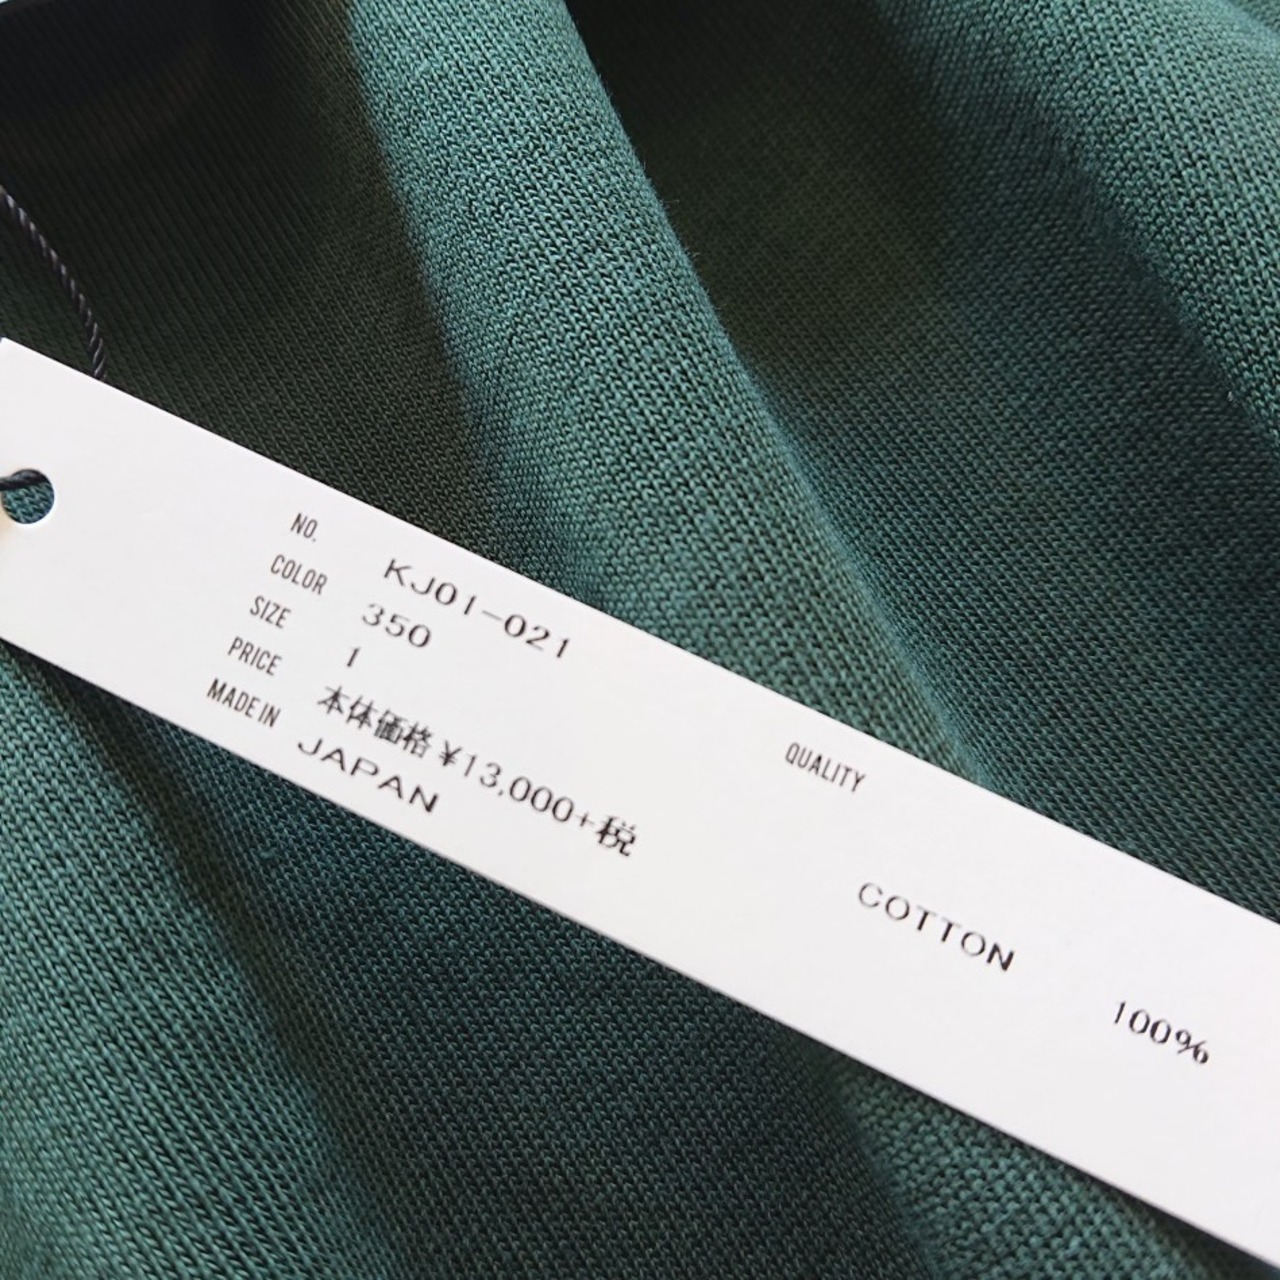 NO. KJ01-021
COLOR 350
SIZE 1
PRICE 本体価格 ¥13,000+税
MADE IN JAPAN
QUALITY
COTTON 100%